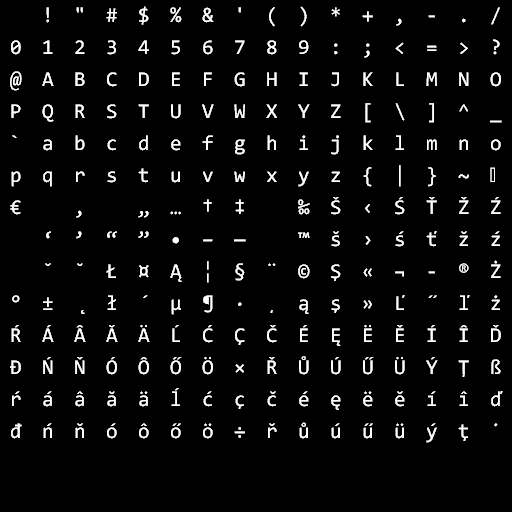 ! " # $ % & ' ( ) * + , - . /
0 1 2 3 4 5 6 7 8 9 : ; < = > ?
@ A B C D E F G H I J K L M N O
P Q R S T U V W X Y Z [ \ ] ^ _
` a b c d e f g h i j k l m n o
p q r s t u v w x y z { | } ~ ▯
€ ‚ „ … † ‡ ‰ Š ‹ Ś Ť Ž Ź
‘ ’ “ ” • – — ™ š › ś ť ž ź
ˇ ˘ Ł ¤ Ą ¦ § ¨ © Ş « ¬ - ® Ż
° ± ˛ ł ´ µ ¶ · ¸ ą ş » Ľ ˝ ľ ż
Ŕ Á Â Ă Ä Ĺ Ć Ç Č É Ę Ë Ě Í Î Ď
Đ Ń Ň Ó Ô Ő Ö × Ř Ů Ú Ű Ü Ý Ţ ß
ŕ á â ă ä ĺ ć ç č é ę ë ě í î ď
đ ń ň ó ô ő ö ÷ ř ů ú ű ü ý ţ ˙